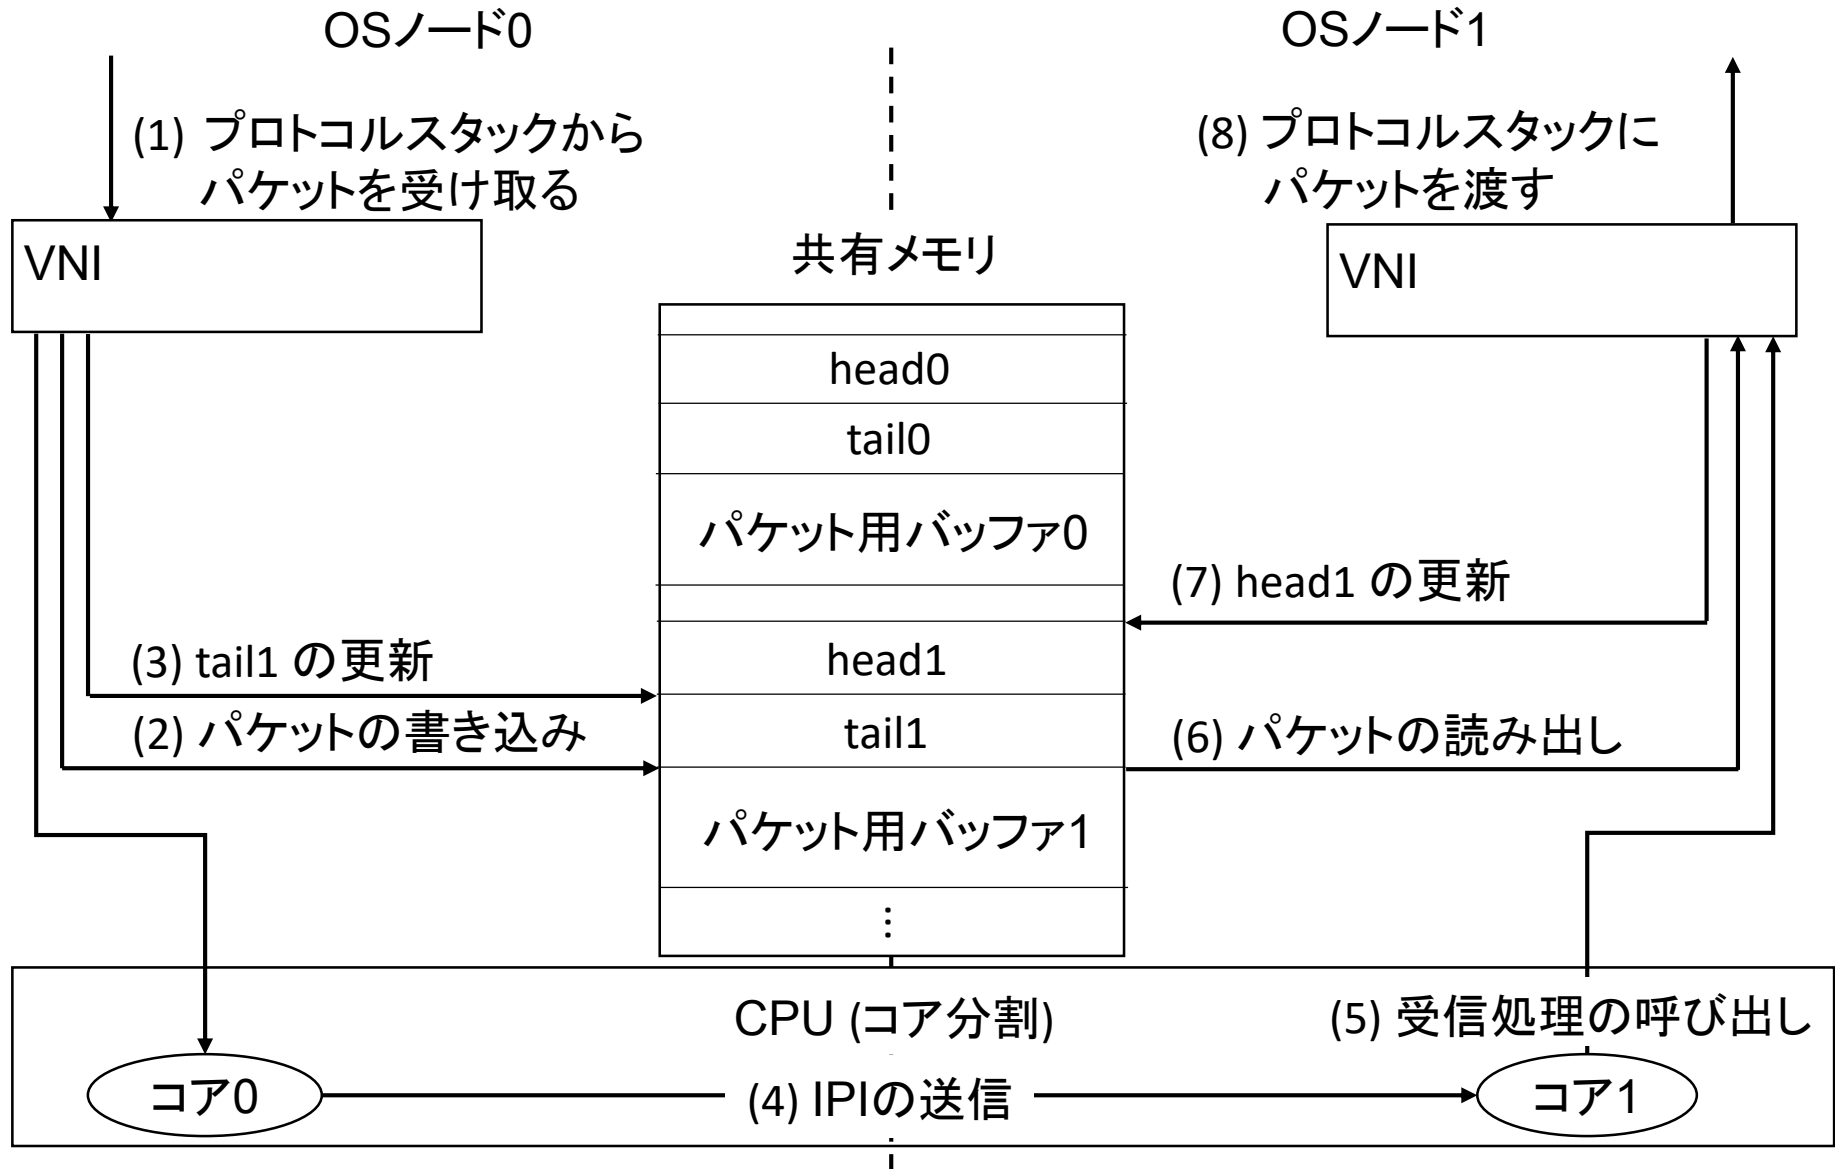 OSノード0
OSノード1
(1) プロトコルスタックから
パケットを受け取る
(8) プロトコルスタックに
パケットを渡す
VNI
共有メモリ
VNI
head0
tail0
パケット用バッファ0
(7) head1 の更新
(3) tail1 の更新
head1
(2) パケットの書き込み
tail1
(6) パケットの読み出し
パケット用バッファ1
⋮
CPU (コア分割)
(5) 受信処理の呼び出し
コア0
(4) IPIの送信
コア1